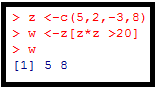 > z <-c(5,2,-3,8)
> w <-z[z*z >20]
> w
[1] 5 8